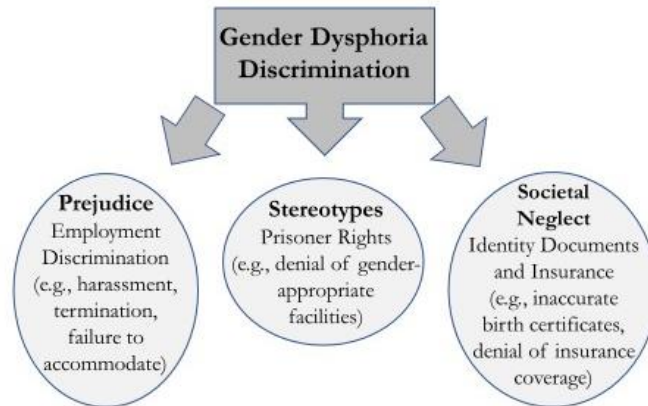 Gender Dysphoria
Discrimination
Prejudice
Employment
Discrimination
(e.g., harassment,
termination,
failure to
accommodate)
Stereotypes
Prisoner Rights
(e.g., denial of gender-
appropriate
facilities)
Societal
Neglect
Identity Documents
and Insurance
(e.g., inaccurate
birth certificates,
denial of insurance
coverage)